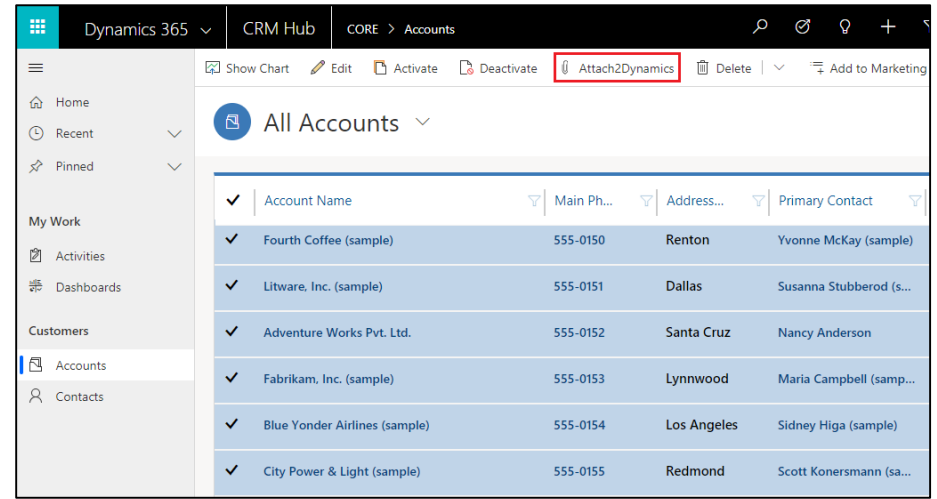 Dynamics 365 CRM Hub CORE > Accounts
Show Chart Edit Activate Deactivate Attach2Dynamics Delete Add to Marketing
Home
Recent
Pinned
My Work
Activities
Dashboards
Customers
Accounts
Contacts
All Accounts
Account Name Main Ph... Address... Primary Contact
Fourth Coffee (sample) 555-0150 Renton Yvonne McKay (sample)
Litware, Inc. (sample) 555-0151 Dallas Susanna Stubberod (s...
Adventure Works Pvt. Ltd. 555-0152 Santa Cruz Nancy Anderson
Fabrikam, Inc. (sample) 555-0153 Lynnwood Maria Campbell (samp...
Blue Yonder Airlines (sample) 555-0154 Los Angeles Sidney Higa (sample)
City Power & Light (sample) 555-0155 Redmond Scott Konersmann (sa...